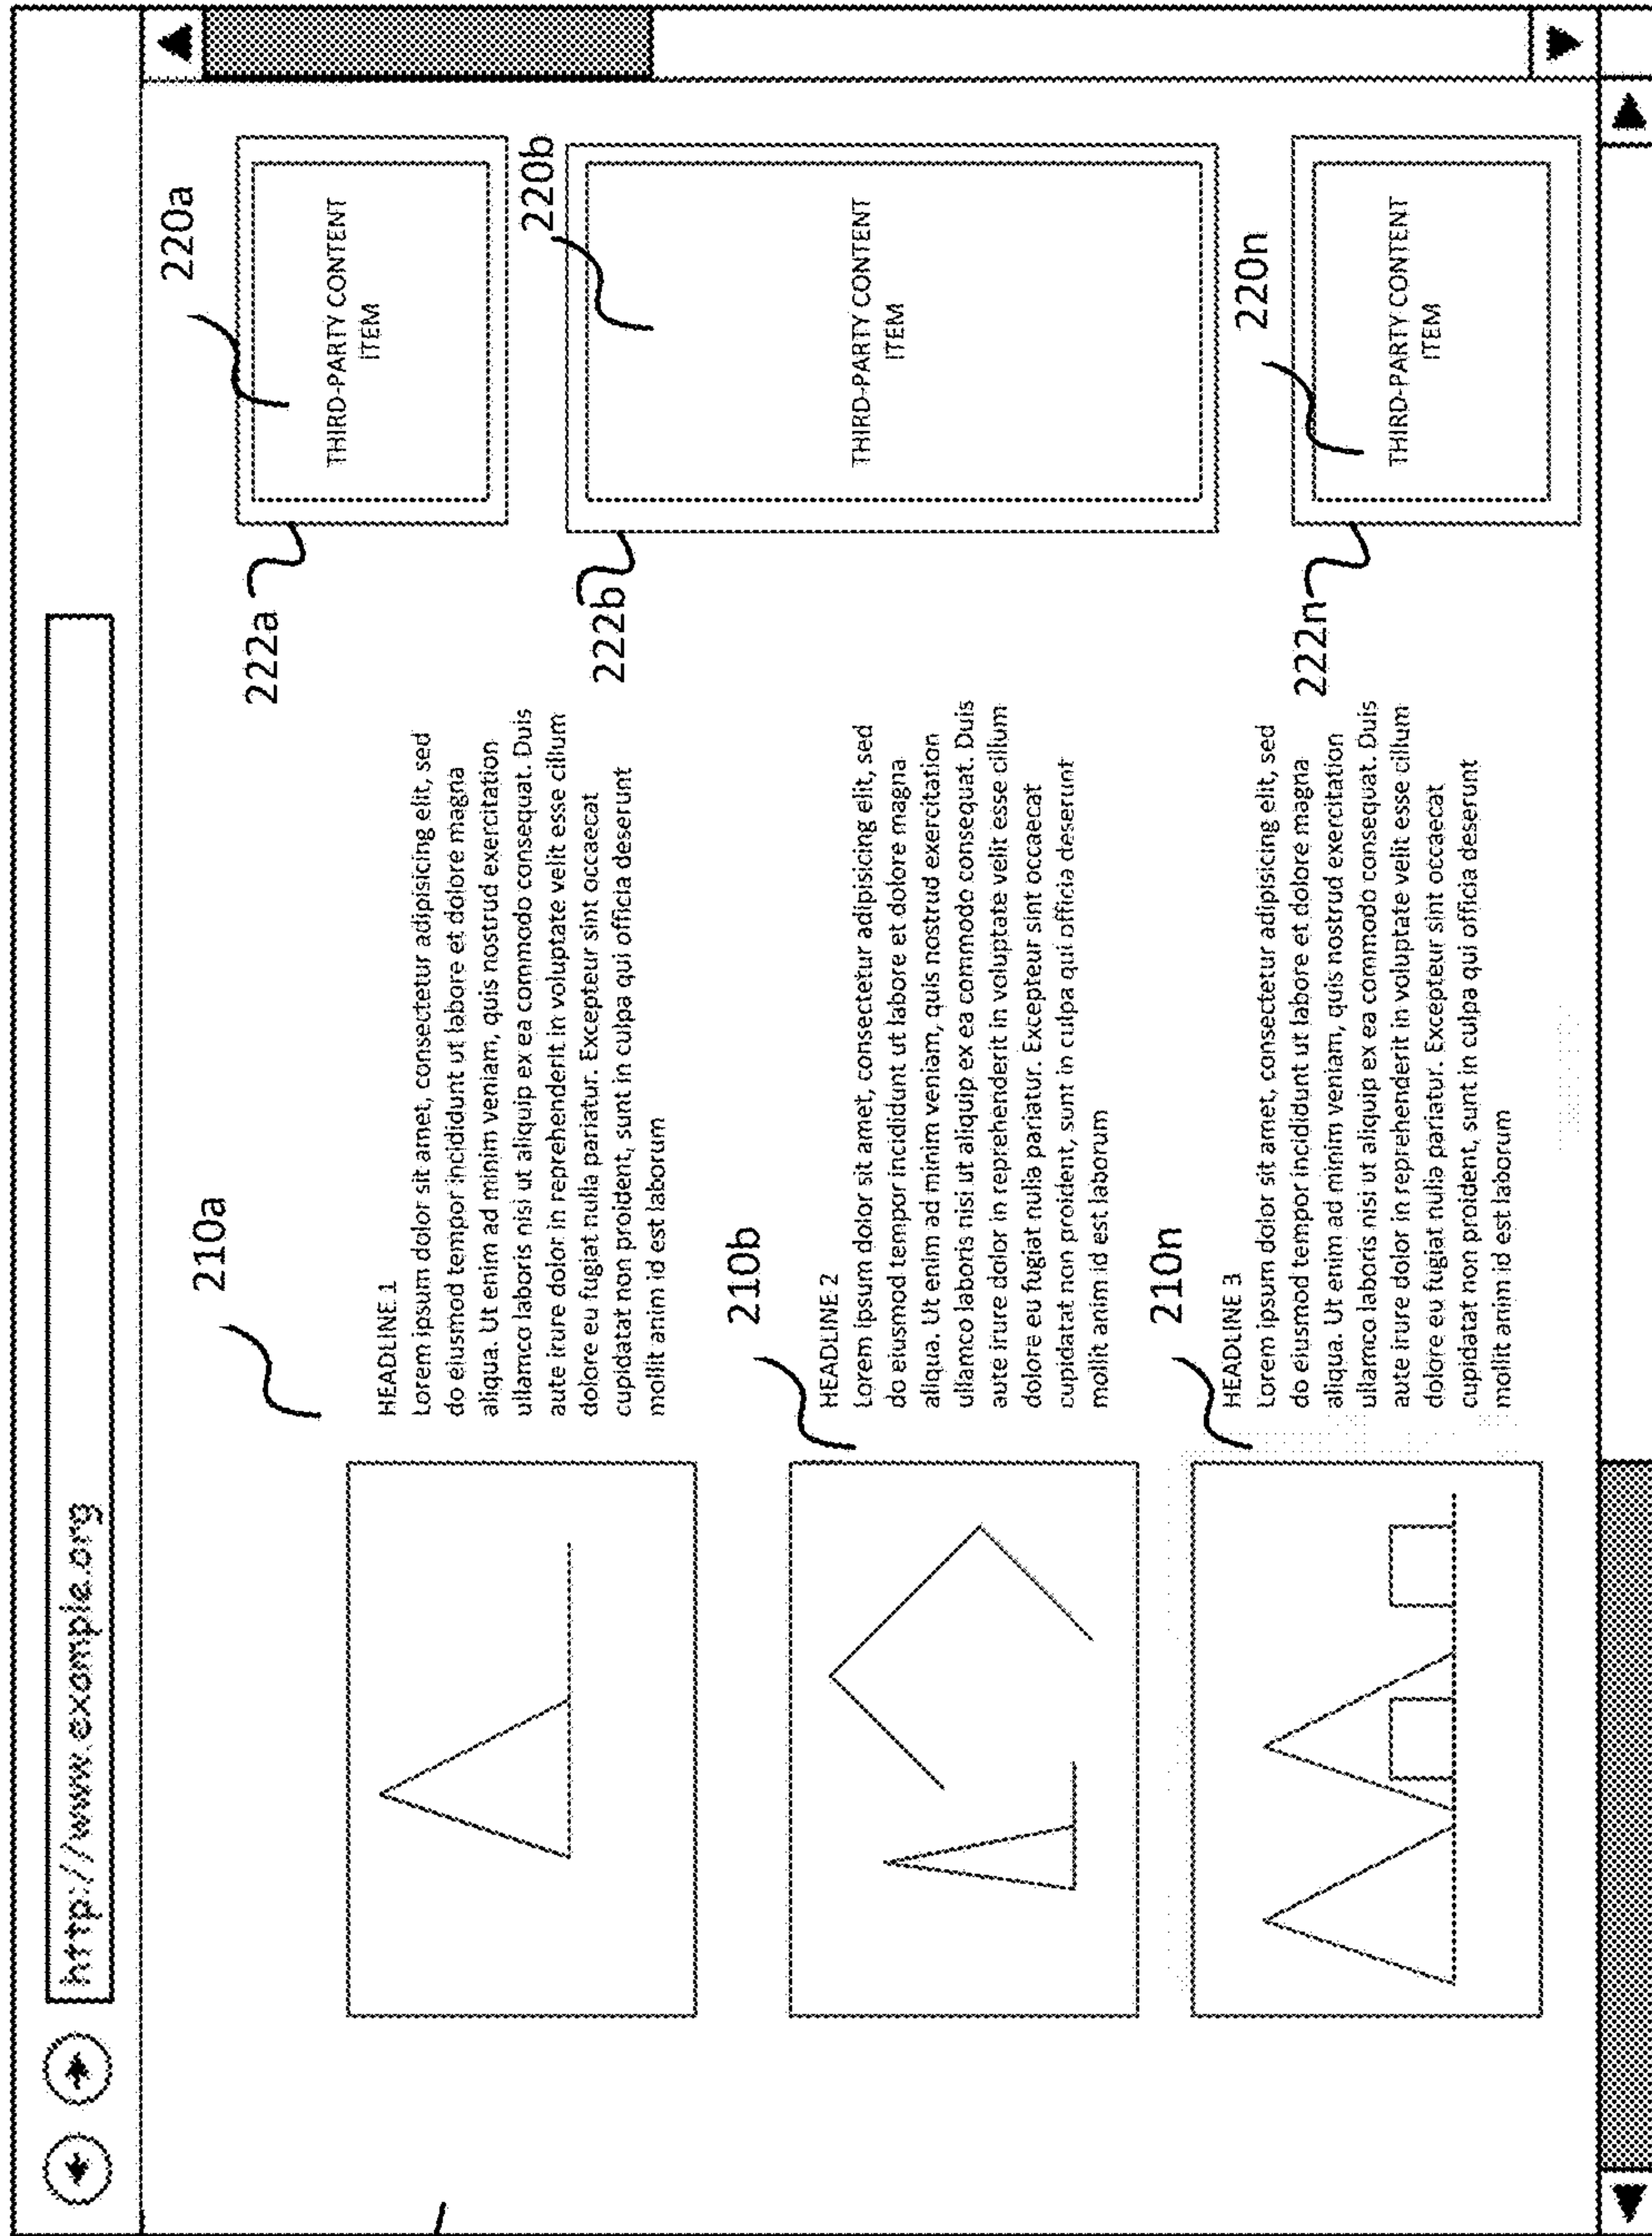 http://www.example.org
210a
HEADLINE 1
Lorem ipsum dolor sit amet, consectetur adipisicing elit, sed
do eiusmod tempor incididunt ut labore et dolore magna
aliqua. Ut enim ad minim veniam, quis nostrud exercitation
ullamco laboris nisi ut aliquip ex ea commodo consequat. Duis
aute irure dolor in reprehenderit in voluptate velit esse cillum
dolore eu fugiat nulla pariatur. Excepteur sint occaecat
cupidatat non proident, sunt in culpa qui officia deserunt
mollit anim id est laborum
210b
HEADLINE 2
Lorem ipsum dolor sit amet, consectetur adipisicing elit, sed
do eiusmod tempor incididunt ut labore et dolore magna
aliqua. Ut enim ad minim veniam, quis nostrud exercitation
ullamco laboris nisi ut aliquip ex ea commodo consequat. Duis
aute irure dolor in reprehenderit in voluptate velit esse cillum
dolore eu fugiat nulla pariatur. Excepteur sint occaecat
cupidatat non proident, sunt in culpa qui officia deserunt
mollit anim id est laborum
210n
HEADLINE 3
Lorem ipsum dolor sit amet, consectetur adipisicing elit, sed
do eiusmod tempor incididunt ut labore et dolore magna
aliqua. Ut enim ad minim veniam, quis nostrud exercitation
ullamco laboris nisi ut aliquip ex ea commodo consequat. Duis
aute irure dolor in reprehenderit in voluptate velit esse cillum
dolore eu fugiat nulla pariatur. Excepteur sint occaecat
cupidatat non proident, sunt in culpa qui officia deserunt
mollit anim id est laborum
220a
222a
THIRD-PARTY CONTENT
ITEM
220b
222b
THIRD-PARTY CONTENT
ITEM
220n
222n
THIRD-PARTY CONTENT
ITEM